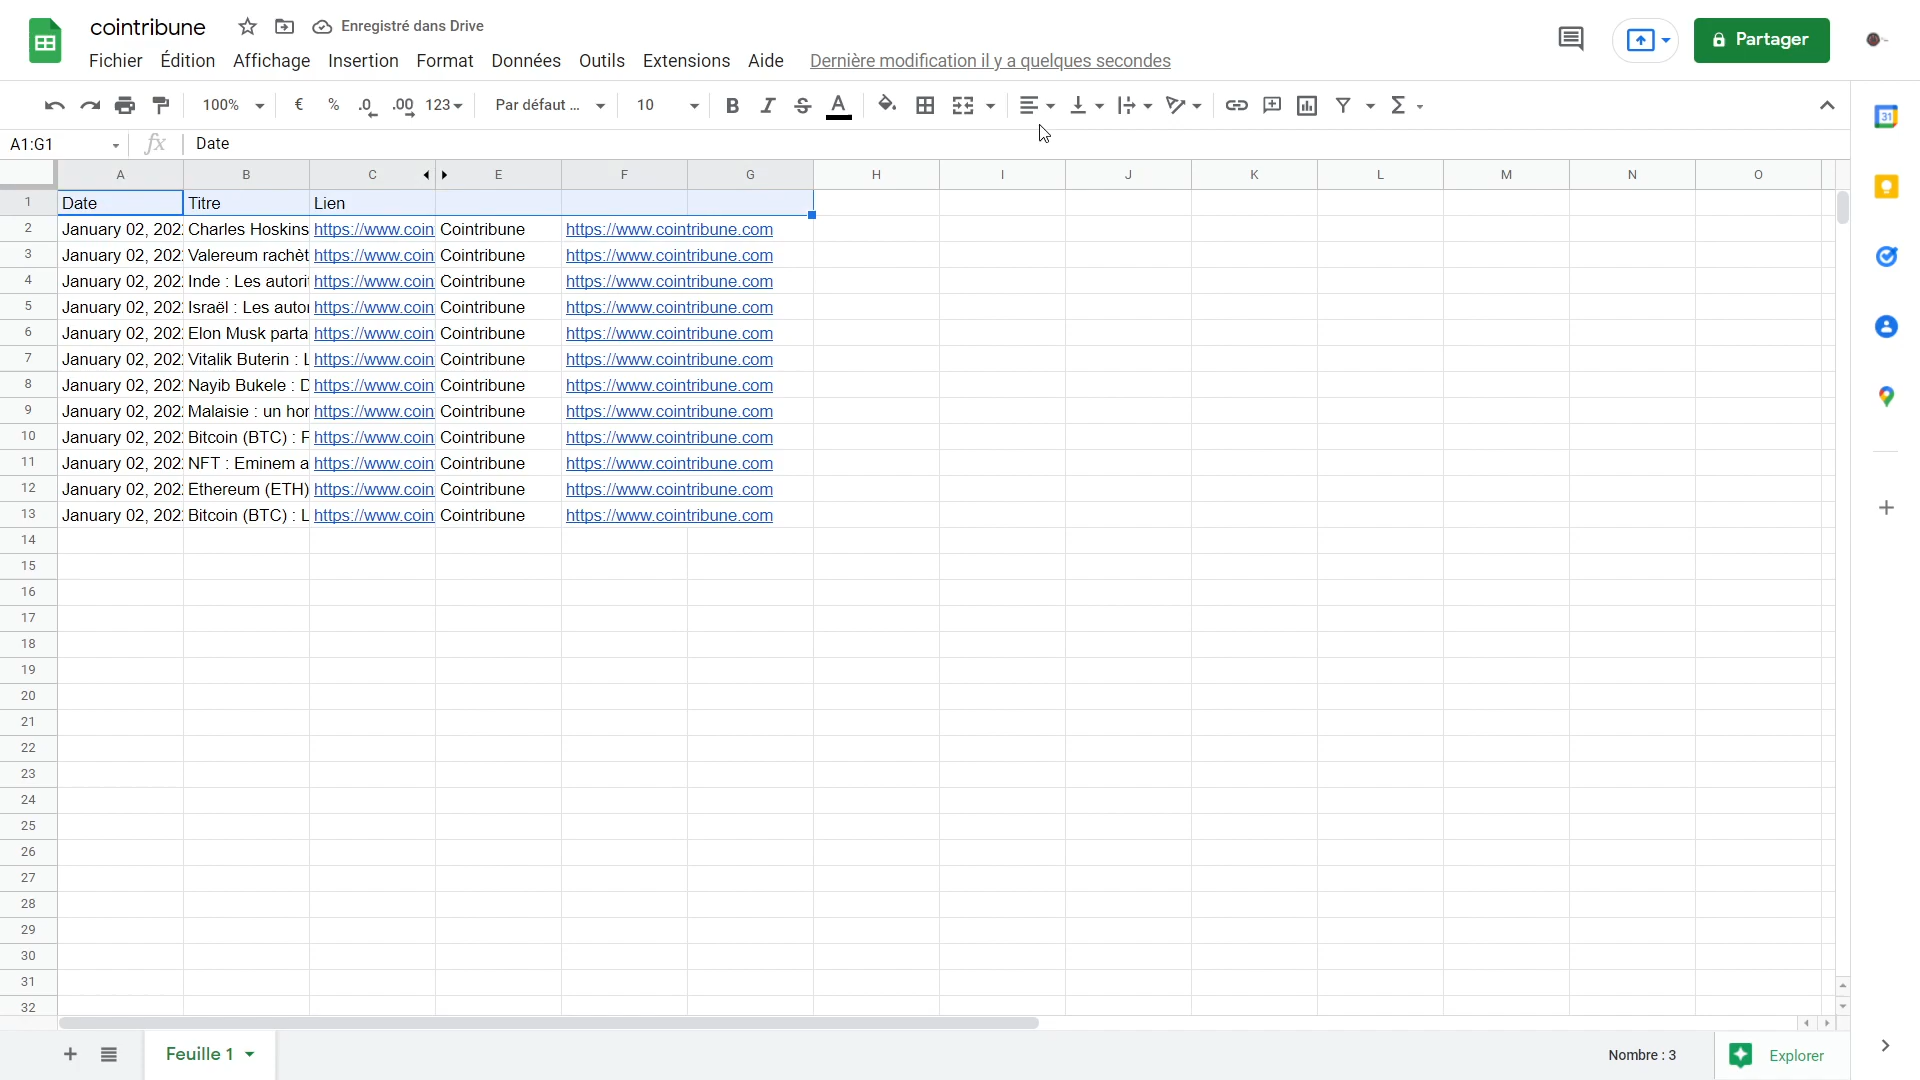 cointribune Enregistré dans Drive
Fichier Édition Affichage Insertion Format Données Outils Extensions Aide Dernière modification il y a quelques secondes
Partager
100% € % .0 .00 123 Par défaut ... 10 B I S A Σ
31
A1:G1 fx Date
A B C E F G H I J K L M N O
1 Date Titre Lien
2 January 02, 202 Charles Hoskins https://www.coin Cointribune https://www.cointribune.com
3 January 02, 202 Valereum rachèt https://www.coin Cointribune https://www.cointribune.com
4 January 02, 202 Inde : Les autori https://www.coin Cointribune https://www.cointribune.com
5 January 02, 202 Israël : Les autor https://www.coin Cointribune https://www.cointribune.com
6 January 02, 202 Elon Musk parta https://www.coin Cointribune https://www.cointribune.com
7 January 02, 202 Vitalik Buterin : L https://www.coin Cointribune https://www.cointribune.com
8 January 02, 202 Nayib Bukele : D https://www.coin Cointribune https://www.cointribune.com
9 January 02, 202 Malaisie : un hor https://www.coin Cointribune https://www.cointribune.com
10 January 02, 202 Bitcoin (BTC) : F https://www.coin Cointribune https://www.cointribune.com
11 January 02, 202 NFT : Eminem a https://www.coin Cointribune https://www.cointribune.com
12 January 02, 202 Ethereum (ETH) https://www.coin Cointribune https://www.cointribune.com
13 January 02, 202 Bitcoin (BTC) : L https://www.coin Cointribune https://www.cointribune.com
14
15
16
17
18
19
20
21
22
23
24
25
26
27
28
29
30
31
32
Feuille 1 Nombre : 3 Explorer